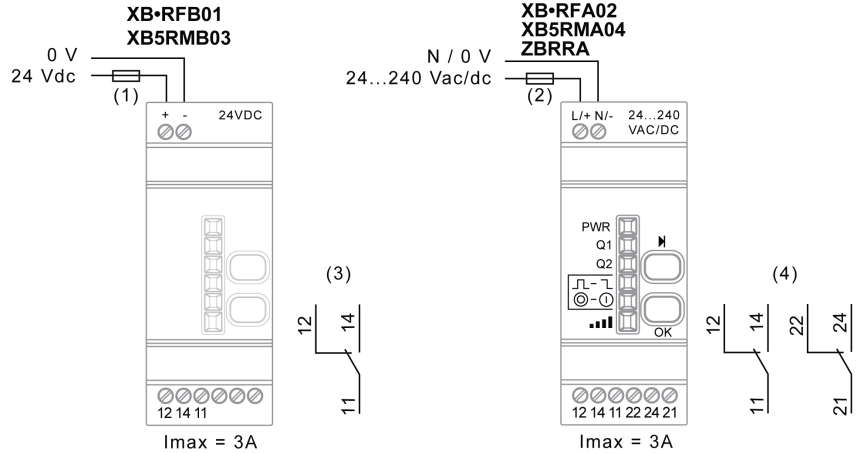 XB•RFB01
XB5RMB03
0 V
24 Vdc
(1)
+ -
24VDC
(3)
12
14
11
12 14 11
Imax = 3A
XB•RFA02
XB5RMA04
ZBRRA
N / 0 V
24...240 Vac/dc
(2)
L/+ N/-
24...240
VAC/DC
PWR
Q1
Q2
OK
(4)
12
14
11
22
24
21
12 14 11 22 24 21
Imax = 3A